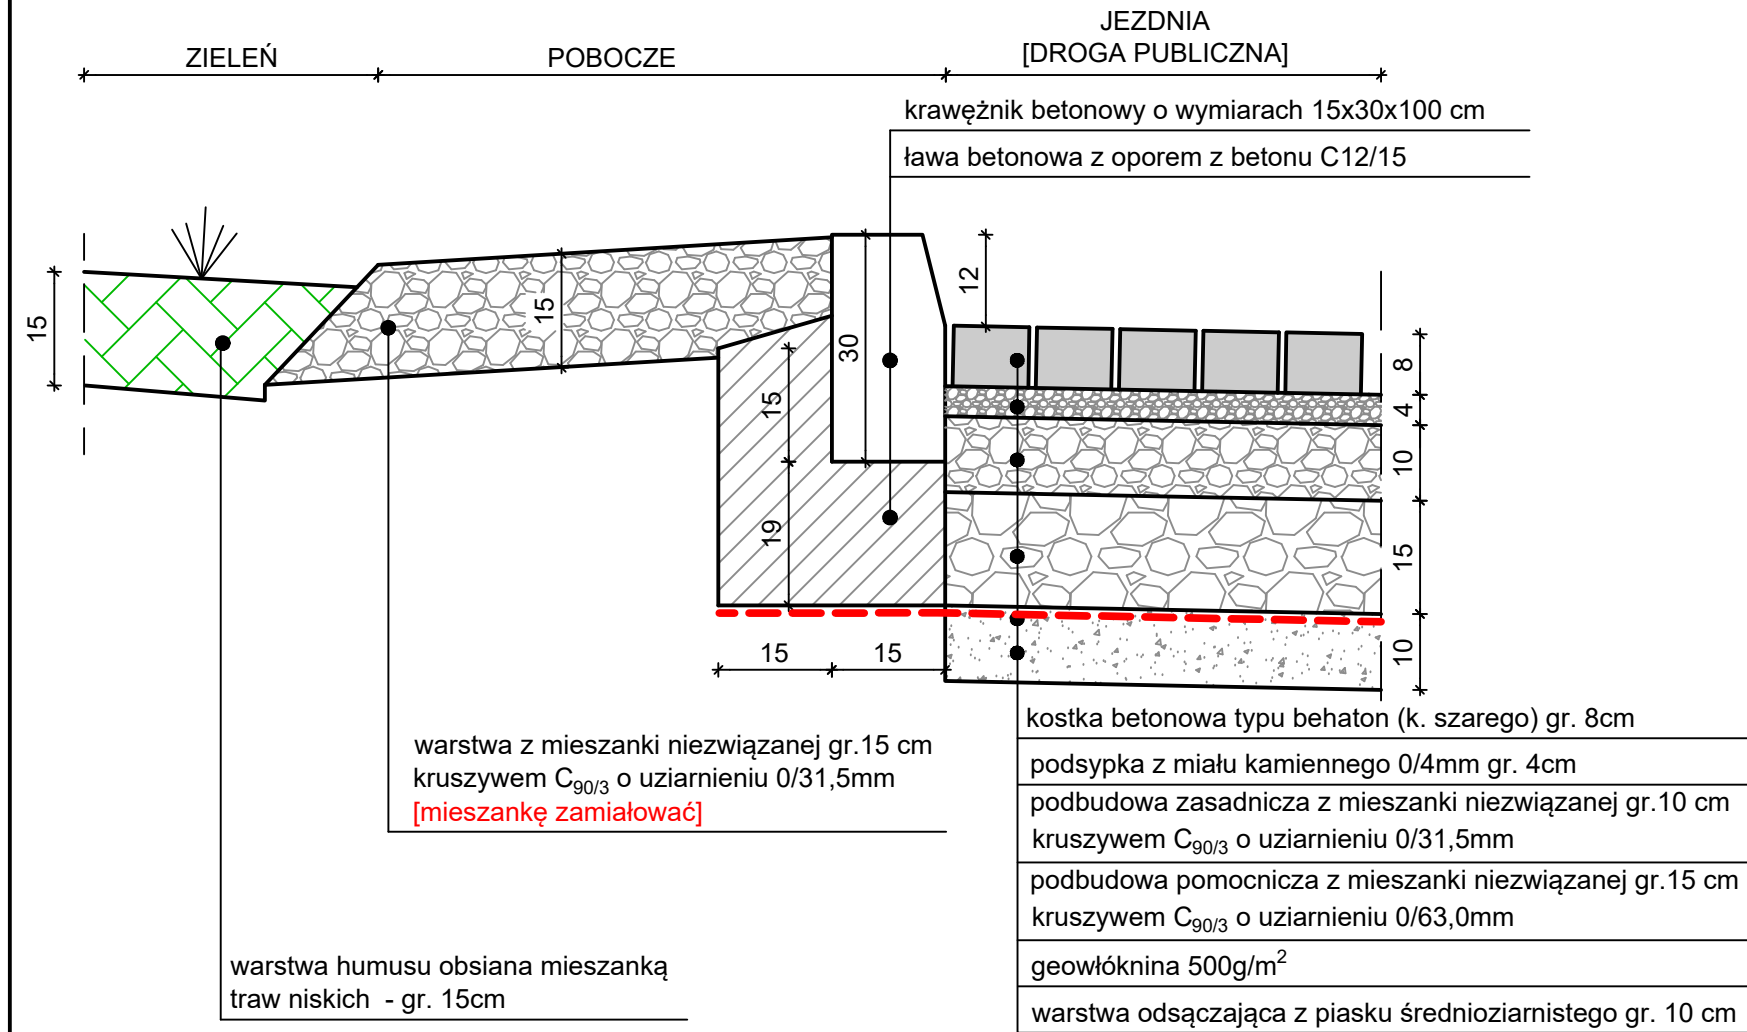 JEZDNIA
[DROGA PUBLICZNA]
ZIELEŃ
POBOCZE
krawężnik betonowy o wymiarach 15x30x100 cm
ława betonowa z oporem z betonu C12/15
15
15
30
12
15
19
15
15
8
4
10
15
10
warstwa z mieszanki niezwiązanej gr.15 cm
kruszywem C90/3 o uziarnieniu 0/31,5mm
[mieszankę zamiałować]
warstwa humusu obsiana mieszanką
traw niskich - gr. 15cm
kostka betonowa typu behaton (k. szarego) gr. 8cm
podsypka z miału kamiennego 0/4mm gr. 4cm
podbudowa zasadnicza z mieszanki niezwiązanej gr.10 cm
kruszywem C90/3 o uziarnieniu 0/31,5mm
podbudowa pomocnicza z mieszanki niezwiązanej gr.15 cm
kruszywem C90/3 o uziarnieniu 0/63,0mm
geowłóknina 500g/m²
warstwa odsączająca z piasku średnioziarnistego gr. 10 cm